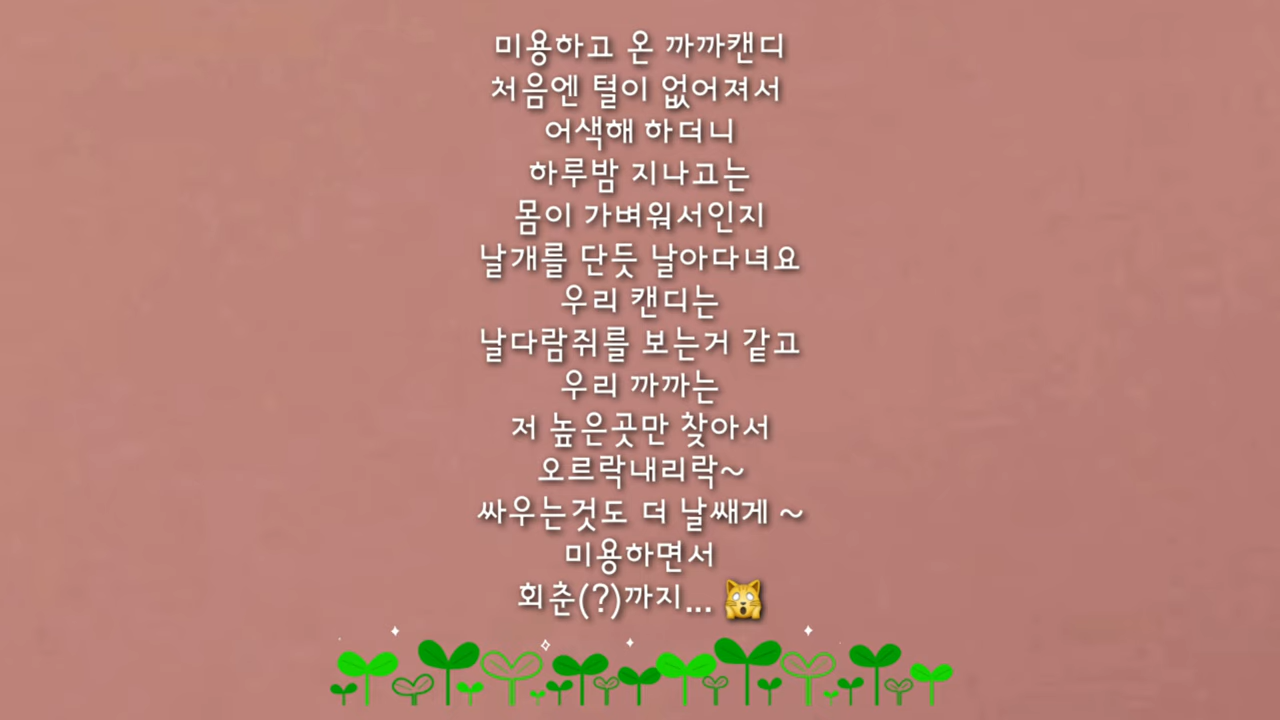 미용하고 온 까까캔디
처음엔 털이 없어져서
어색해 하더니
하루밤 지나고는
몸이 가벼워서인지
날개를 단듯 날아다녀요
우리 캔디는
날다람쥐를 보는거 같고
우리 까까는
저 높은곳만 찾아서
오르락내리락~
싸우는것도 더 날쌔게 ~
미용하면서
회춘(?)까지... 🙀